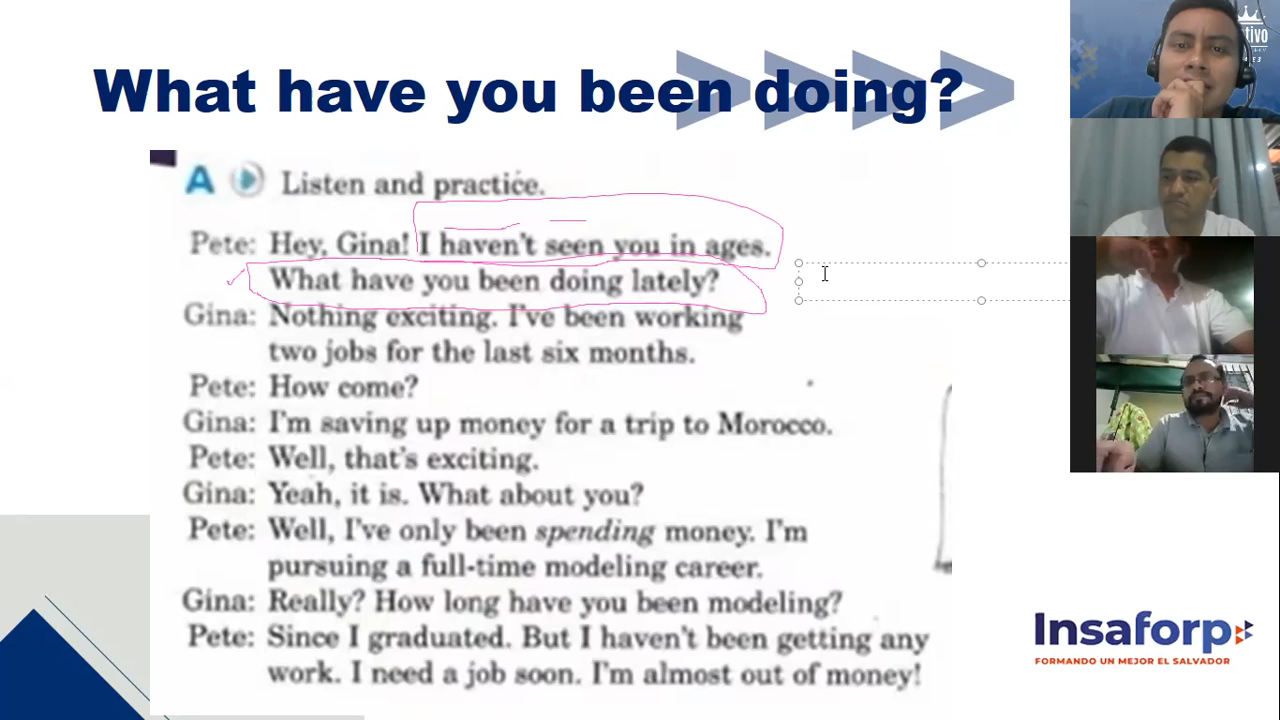 What have you been doing?
A Listen and practice.
Pete: Hey, Gina! I haven't seen you in ages.
What have you been doing lately?
Gina: Nothing exciting. I've been working
two jobs for the last six months.
Pete: How come?
Gina: I'm saving up money for a trip to Morocco.
Pete: Well, that's exciting.
Gina: Yeah, it is. What about you?
Pete: Well, I've only been spending money. I'm
pursuing a full-time modeling career.
Gina: Really? How long have you been modeling?
Pete: Since I graduated. But I haven't been getting any
work. I need a job soon. I'm almost out of money!
Insaforp
FORMANDO UN MEJOR EL SALVADOR